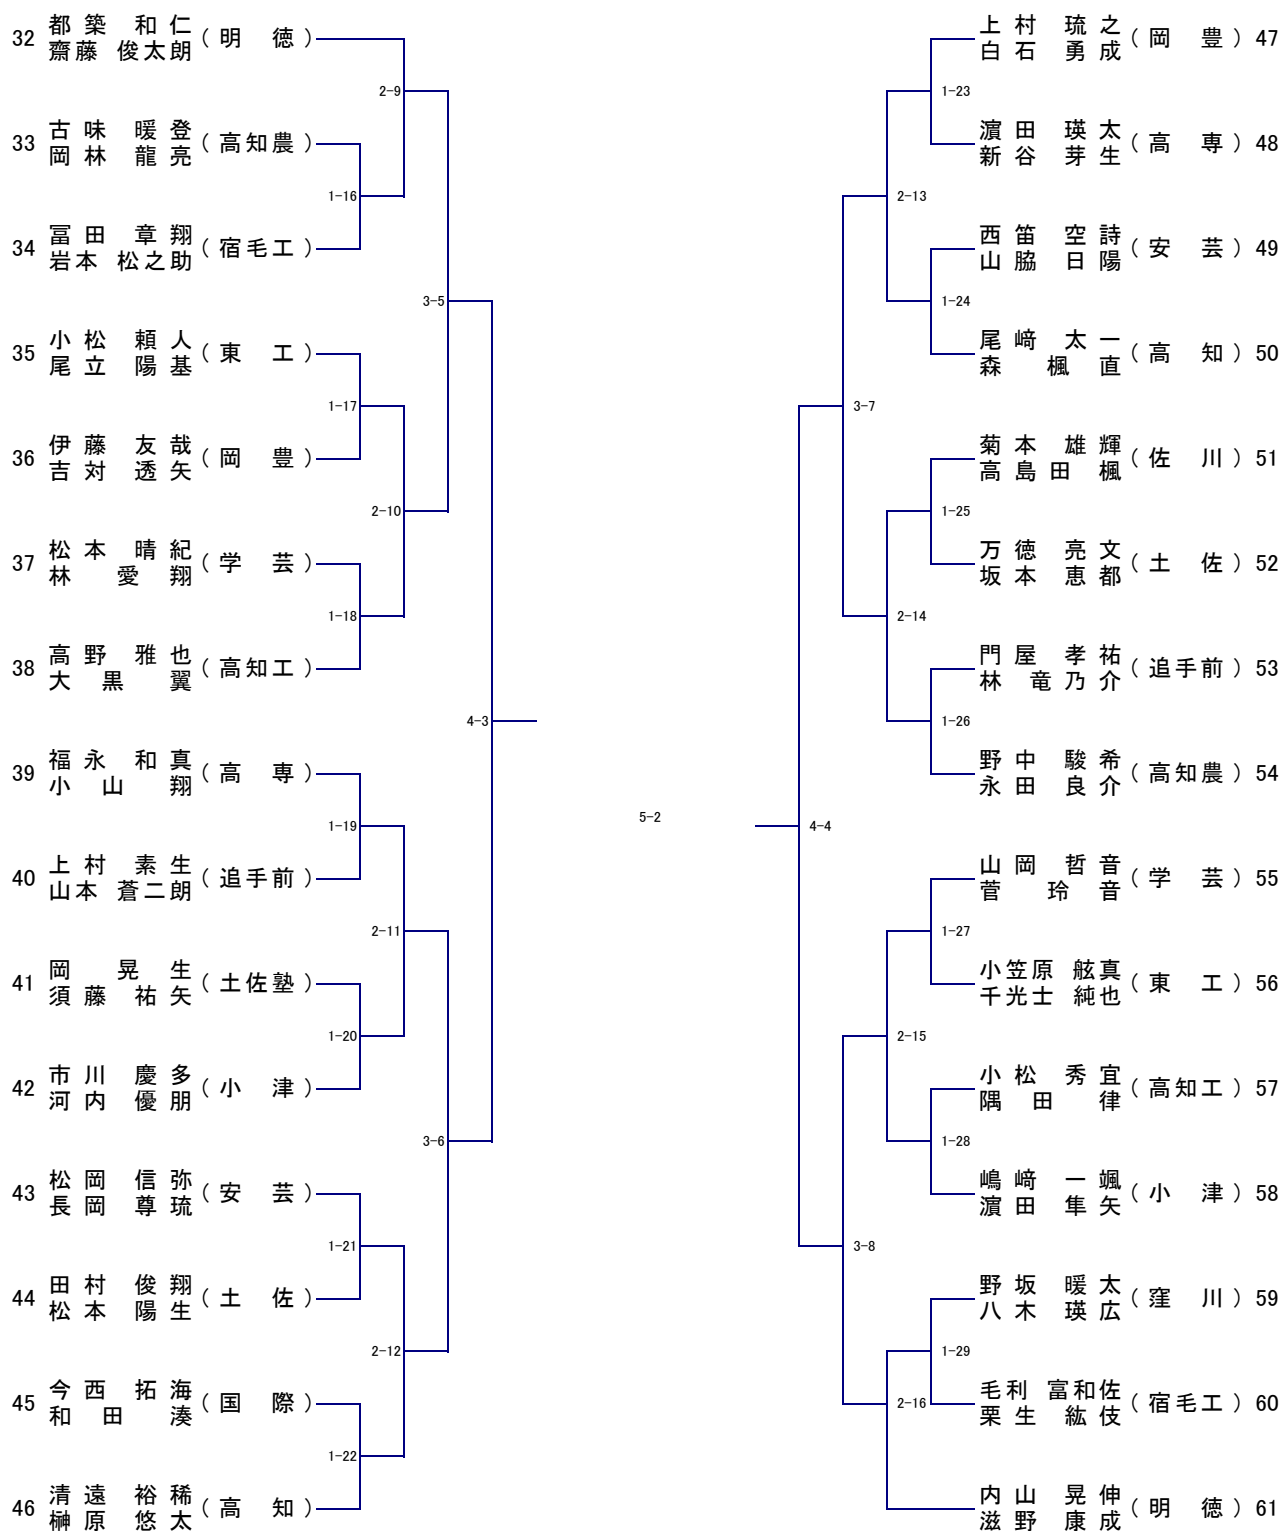 32 都築 和仁 齋藤 俊太朗 (明 徳)
2-9
33 古味 暖登 岡林 龍亮 (高知農)
1-16
34 冨田 章翔 岩本 松之助 (宿毛工)
3-5
35 小松 頼人 尾立 陽基 (東 工)
1-17
36 伊藤 友哉 吉対 透矢 (岡 豊)
2-10
37 松本 晴紀 林 愛翔 (学 芸)
1-18
38 高野 雅也 大黒 翼 (高知工)
4-3
39 福永 和真 小山 翔 (高 専)
1-19
40 上村 素生 山本 蒼二朗 (追手前)
2-11
41 岡 晃生 須藤 祐矢 (土佐塾)
1-20
42 市川 慶多 河内 優朋 (小 津)
3-6
43 松岡 信弥 長岡 尊琉 (安 芸)
1-21
44 田村 俊翔 松本 陽生 (土 佐)
2-12
45 今西 拓海 和田 湊 (国 際)
1-22
46 清遠 裕稀 榊原 悠太 (高 知)
5-2
上村 琉之 白石 勇成 (岡 豊) 47
1-23
濵田 瑛太 新谷 芽生 (高 専) 48
2-13
西笛 空詩 山脇 日陽 (安 芸) 49
1-24
尾﨑 太一 森 楓直 (高 知) 50
3-7
菊本 雄輝 高島田 楓 (佐 川) 51
1-25
万徳 亮文 坂本 恵都 (土 佐) 52
2-14
門屋 孝祐 林 竜乃介 (追手前) 53
1-26
野中 駿希 永田 良介 (高知農) 54
4-4
山岡 哲音 菅 玲音 (学 芸) 55
1-27
小笠原 舷真 千光士 純也 (東 工) 56
2-15
小松 秀宜 隅田 律 (高知工) 57
1-28
嶋﨑 一颯 濵田 隼矢 (小 津) 58
3-8
野坂 暖太 八木 瑛広 (窪 川) 59
1-29
毛利 富和佐 栗生 紘伎 (宿毛工) 60
2-16
内山 晃伸 滋野 康成 (明 徳) 61